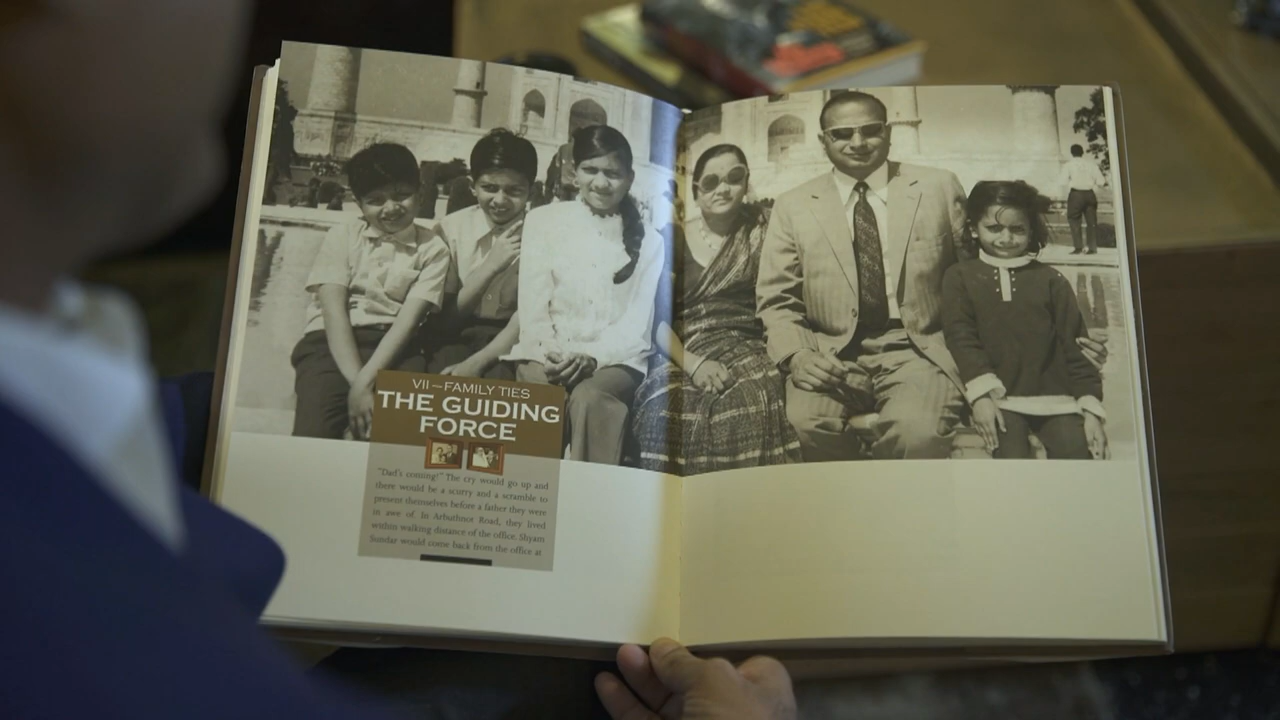 VII—FAMILY TIES
THE GUIDING
FORCE
"Dad's coming!" The cry would go up and
there would be a scurry and a scramble to
present themselves before a father they were
in awe of. In Arbuthnot Road, they lived
within walking distance of the office. Shyam
Sundar would come back from the office at